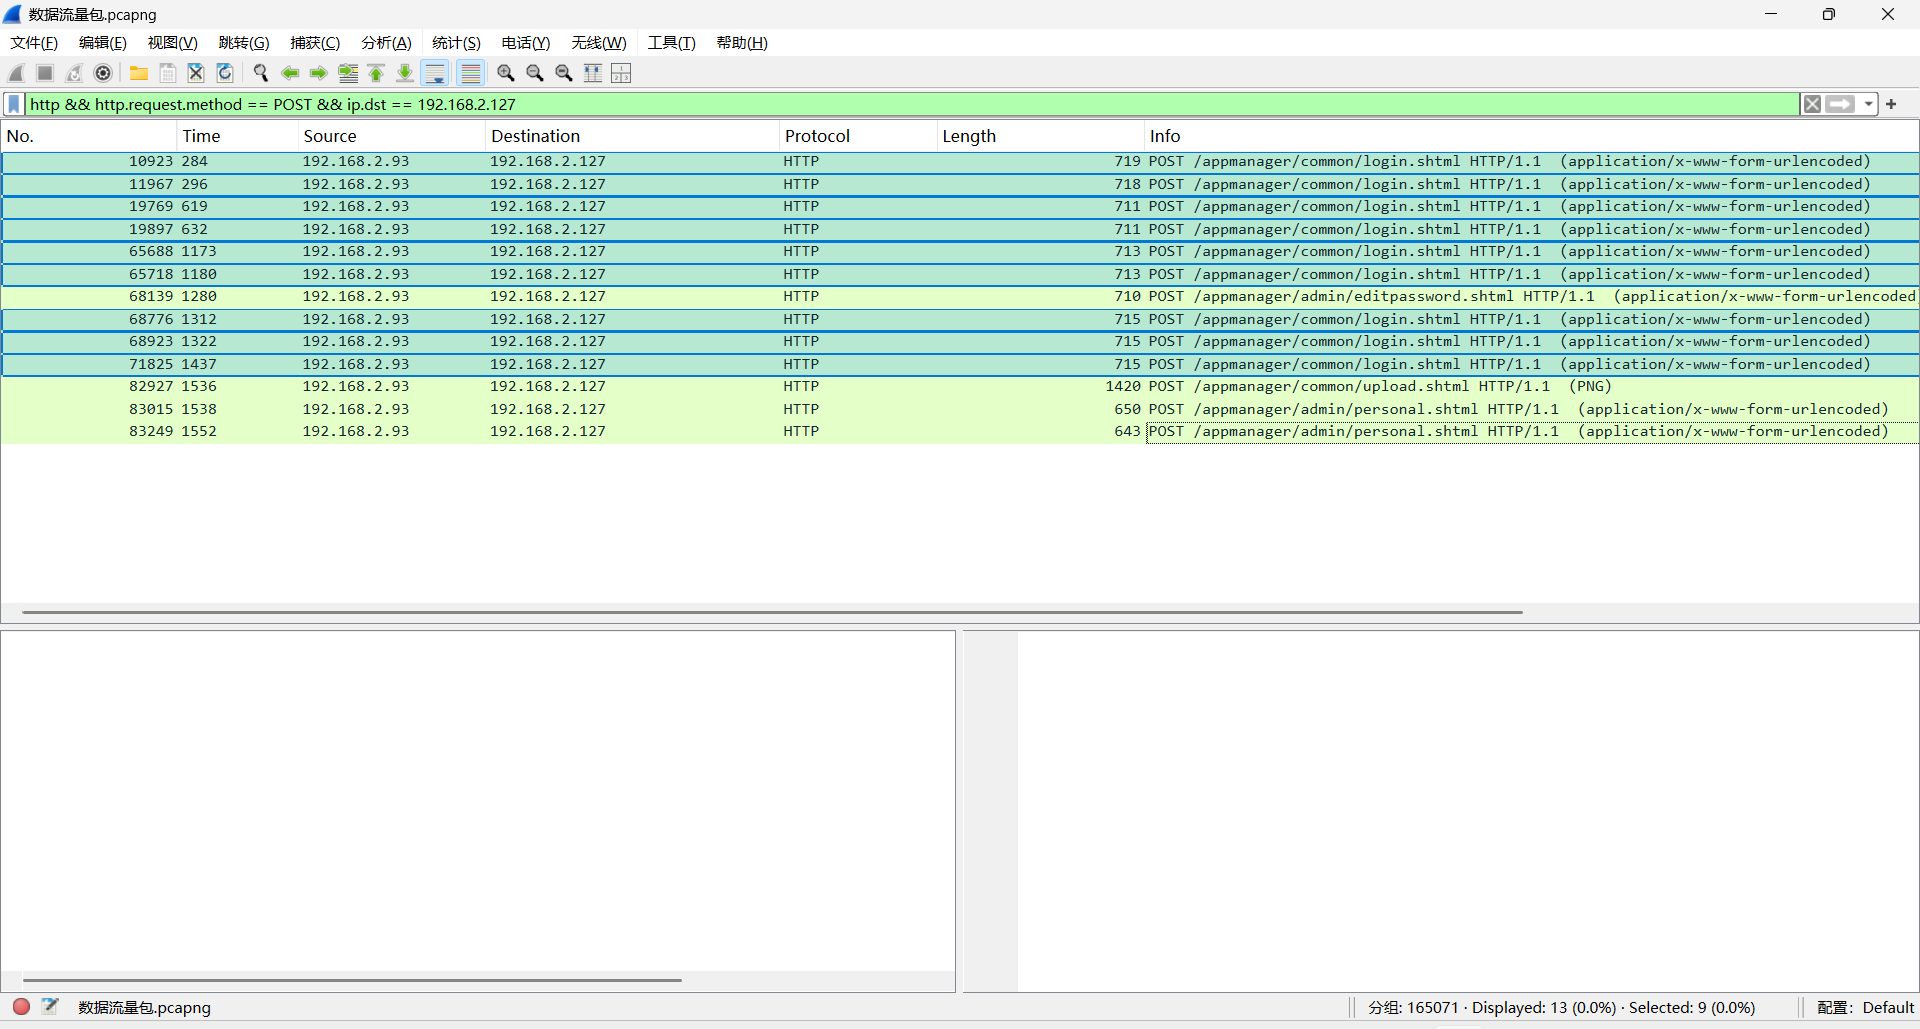 数据流量包.pcapng
文件(F) 编辑(E) 视图(V) 跳转(G) 捕获(C) 分析(A) 统计(S) 电话(Y) 无线(W) 工具(T) 帮助(H)
http && http.request.method == POST && ip.dst == 192.168.2.127
No. Time Source Destination Protocol Length Info
10923 284 192.168.2.93 192.168.2.127 HTTP 719 POST /appmanager/common/login.shtml HTTP/1.1 (application/x-www-form-urlencoded)
11967 296 192.168.2.93 192.168.2.127 HTTP 718 POST /appmanager/common/login.shtml HTTP/1.1 (application/x-www-form-urlencoded)
19769 619 192.168.2.93 192.168.2.127 HTTP 711 POST /appmanager/common/login.shtml HTTP/1.1 (application/x-www-form-urlencoded)
19897 632 192.168.2.93 192.168.2.127 HTTP 711 POST /appmanager/common/login.shtml HTTP/1.1 (application/x-www-form-urlencoded)
65688 1173 192.168.2.93 192.168.2.127 HTTP 713 POST /appmanager/common/login.shtml HTTP/1.1 (application/x-www-form-urlencoded)
65718 1180 192.168.2.93 192.168.2.127 HTTP 713 POST /appmanager/common/login.shtml HTTP/1.1 (application/x-www-form-urlencoded)
68139 1280 192.168.2.93 192.168.2.127 HTTP 710 POST /appmanager/admin/editpassword.shtml HTTP/1.1 (application/x-www-form-urlencoded
68776 1312 192.168.2.93 192.168.2.127 HTTP 715 POST /appmanager/common/login.shtml HTTP/1.1 (application/x-www-form-urlencoded)
68923 1322 192.168.2.93 192.168.2.127 HTTP 715 POST /appmanager/common/login.shtml HTTP/1.1 (application/x-www-form-urlencoded)
71825 1437 192.168.2.93 192.168.2.127 HTTP 715 POST /appmanager/common/login.shtml HTTP/1.1 (application/x-www-form-urlencoded)
82927 1536 192.168.2.93 192.168.2.127 HTTP 1420 POST /appmanager/common/upload.shtml HTTP/1.1 (PNG)
83015 1538 192.168.2.93 192.168.2.127 HTTP 650 POST /appmanager/admin/personal.shtml HTTP/1.1 (application/x-www-form-urlencoded)
83249 1552 192.168.2.93 192.168.2.127 HTTP 643 POST /appmanager/admin/personal.shtml HTTP/1.1 (application/x-www-form-urlencoded)
数据流量包.pcapng 分组: 165071 · Displayed: 13 (0.0%) · Selected: 9 (0.0%) 配置: Default